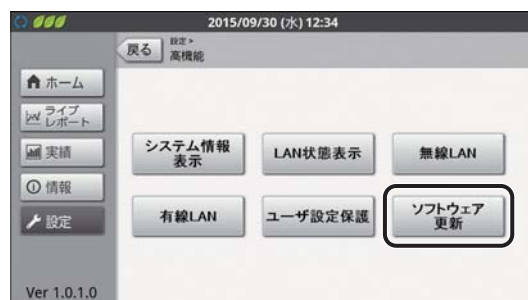 2015/09/30 (水) 12:34
戻る
設定 >
高機能
ホーム
ライブ
レポート
実績
情報
設定
システム情報
表示
LAN状態表示
無線LAN
有線LAN
ユーザ設定保護
ソフトウェア
更新
Ver 1.0.1.0